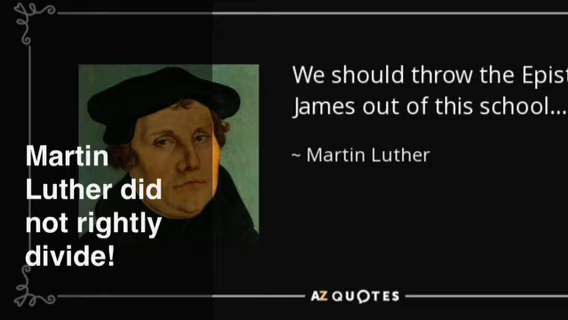 We should throw the Epist
James out of this school...
~ Martin Luther
Martin
Luther did
not rightly
divide!
AZ QUOTES